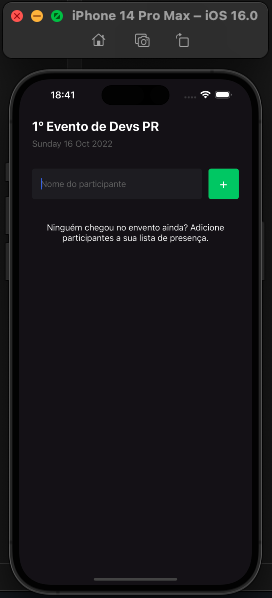 iPhone 14 Pro Max – iOS 16.0
18:41
1º Evento de Devs PR
Sunday 16 Oct 2022
Nome do participante
+
Ninguém chegou no envento ainda? Adicione
participantes a sua lista de presença.